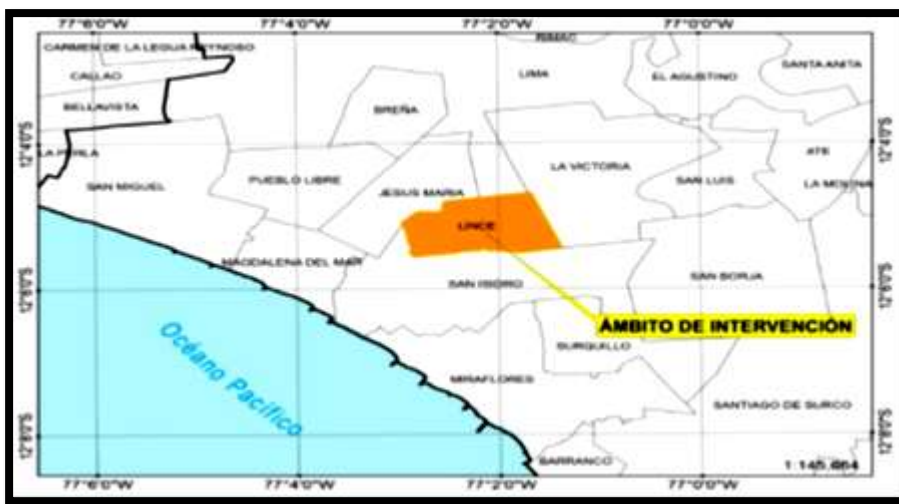 77°6'0"W 77°4'0"W 77°2'0"W 77°0'0"W
RIMAC
CARMEN DE LA LEGUA REYNOSO
LIMA
SANTA ANITA
CALLAO
EL AGUSTINO
BELLAVISTA
BREÑA
12°4'0"S
12°4'0"S
LA PERLA
ATE
LA VICTORIA
SAN MIGUEL
PUEBLO LIBRE
JESUS MARIA
SAN LUIS
LA MOLINA
LINCE
MAGDALENA DEL MAR
SAN BORJA
SAN ISIDRO
12°6'0"S
12°6'0"S
ÁMBITO DE INTERVENCIÓN
SURQUILLO
Océano Pacífico
MIRAFLORES
SANTIAGO DE SURCO
12°8'0"S
12°8'0"S
BARRANCO
77°6'0"W 77°4'0"W 77°2'0"W 77°0'0"W